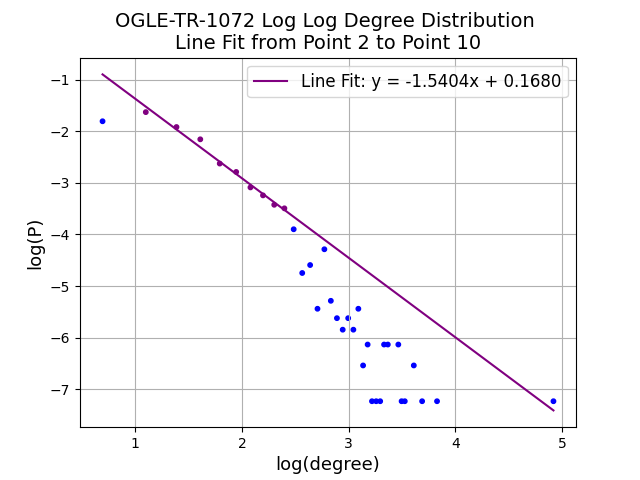 OGLE-TR-1072 Log Log Degree Distribution
Line Fit from Point 2 to Point 10
Line Fit: y = -1.5404x + 0.1680
log(P)
−1
−2
−3
−4
−5
−6
−7
1 2 3 4 5
log(degree)